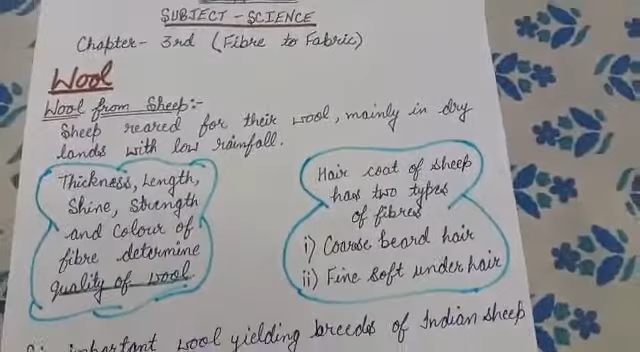 SUBJECT - SCIENCE
Chapter - 3rd (Fibre to Fabric)
Wool
Wool from Sheep:-
Sheep reared for their wool, mainly in dry
lands with low rainfall.
Thickness, Length,
Shine, Strength
and Colour of
fibre determine
quality of wool.
Hair coat of sheep
has two types
of fibres
i) Coarse beard hair
ii) Fine soft under hair
important wool yielding breeds of Indian sheep